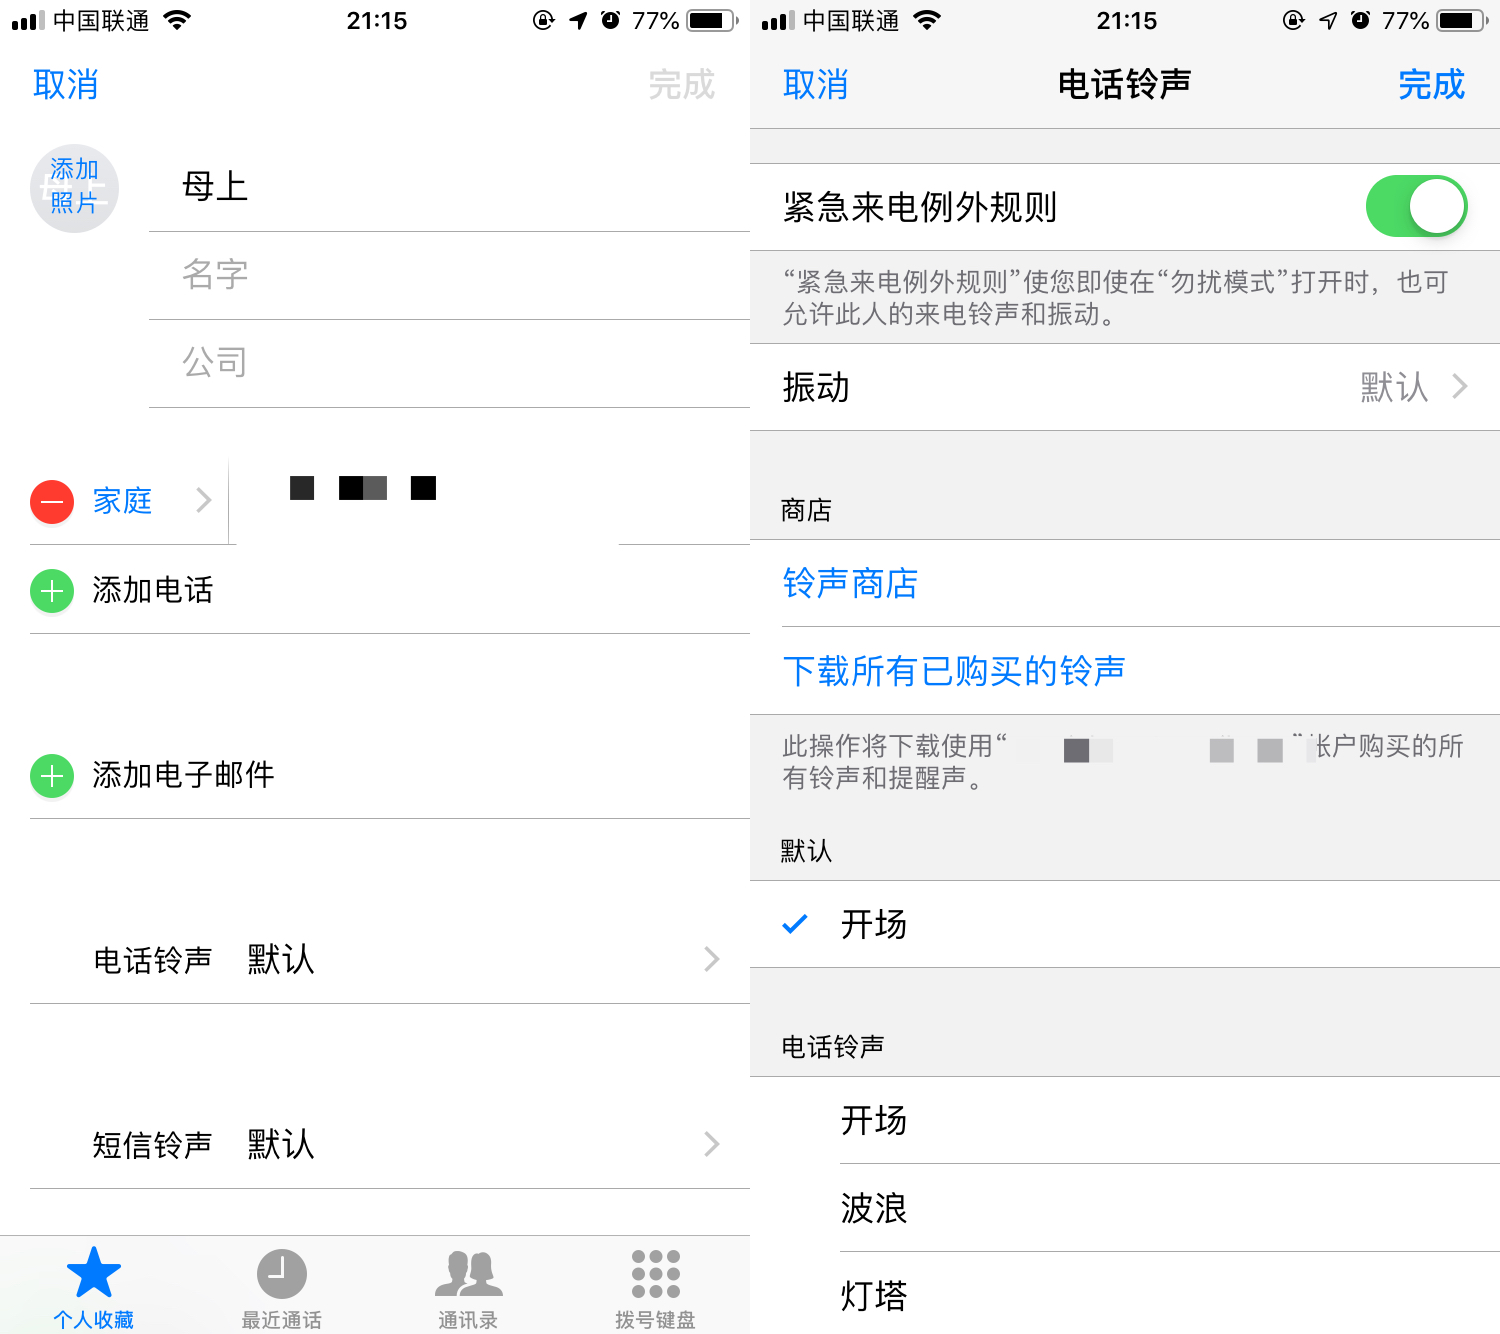 中国联通 21:15 77%
取消 完成
添加
照片
母上
名字
公司
家庭
添加电话
添加电子邮件
电话铃声 默认
短信铃声 默认
个人收藏 最近通话 通讯录 拨号键盘
中国联通 21:15 77%
取消 电话铃声 完成
紧急来电例外规则
“紧急来电例外规则”使您即使在“勿扰模式”打开时，也可
允许此人的来电铃声和振动。
振动 默认
商店
铃声商店
下载所有已购买的铃声
此操作将下载使用“ ”帐户购买的所
有铃声和提醒声。
默认
开场
电话铃声
开场
波浪
灯塔